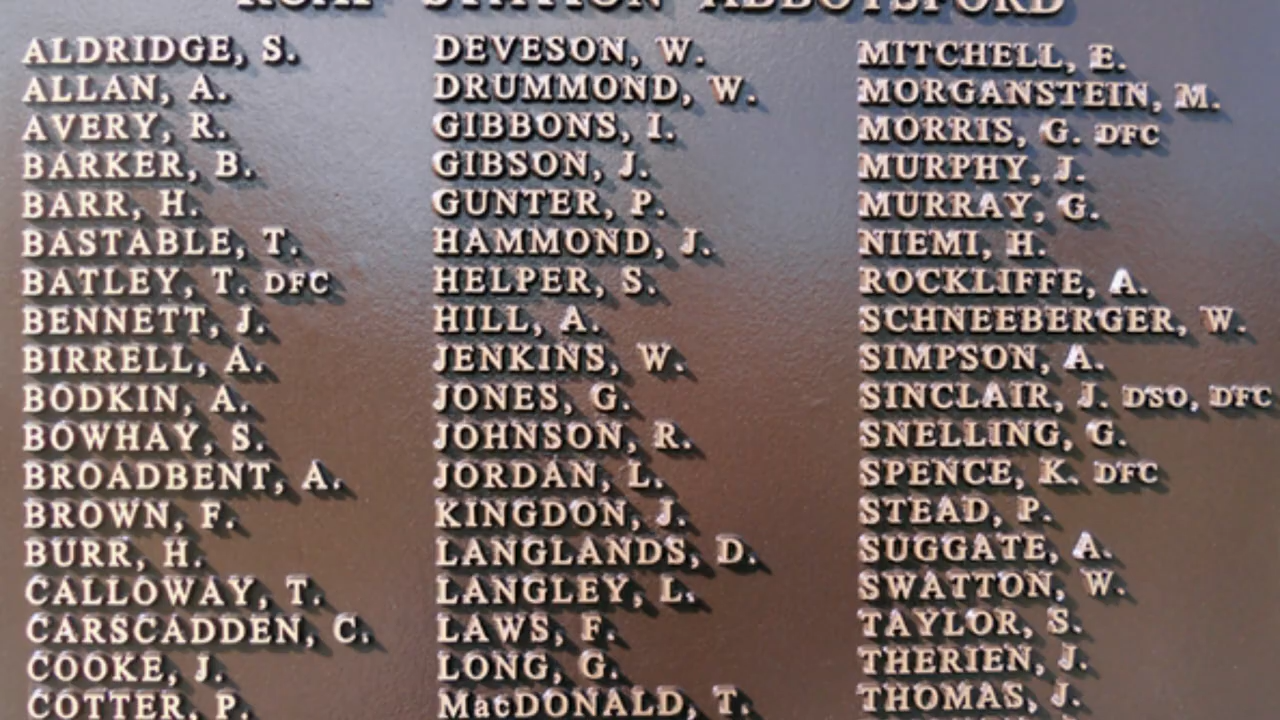 RCAF STATION ABBOTSFORD
ALDRIDGE, S.
ALLAN, A.
AVERY, R.
BARKER, B.
BARR, H.
BASTABLE, T.
BATLEY, T. DFC
BENNETT, J.
BIRRELL, A.
BODKIN, A.
BOWHAY, S.
BROADBENT, A.
BROWN, F.
BURR, H.
CALLOWAY, T.
CARSCADDEN, C.
COOKE, J.
COTTER, P.
DEVESON, W.
DRUMMOND, W.
GIBBONS, I.
GIBSON, J.
GUNTER, P.
HAMMOND, J.
HELPER, S.
HILL, A.
JENKINS, W.
JONES, G.
JOHNSON, R.
JORDAN, L.
KINGDON, J.
LANGLANDS, D.
LANGLEY, L.
LAWS, F.
LONG, G.
MacDONALD, T.
MITCHELL, E.
MORGANSTEIN, M.
MORRIS, G. DFC
MURPHY, J.
MURRAY, G.
NIEMI, H.
ROCKLIFFE, A.
SCHNEEBERGER, W.
SIMPSON, A.
SINCLAIR, J. DSO, DFC
SNELLING, G.
SPENCE, K. DFC
STEAD, P.
SUGGATE, A.
SWATTON, W.
TAYLOR, S.
THERIEN, J.
THOMAS, J.